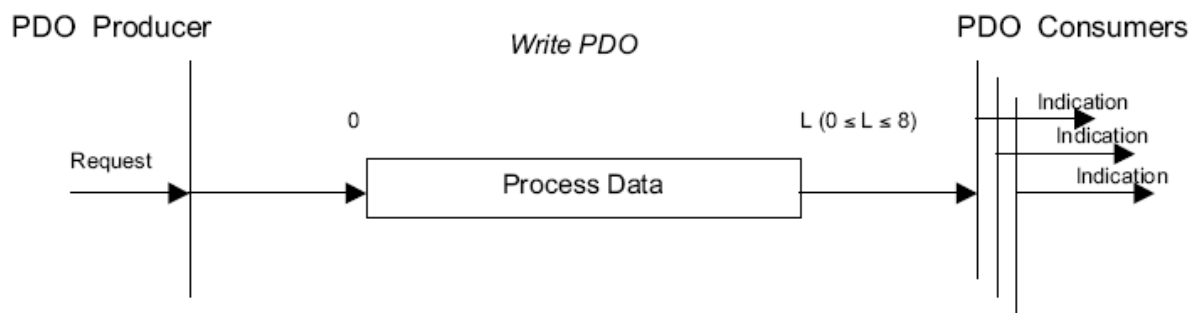 PDO Producer
Write PDO
PDO Consumers
0
L (0 ≤ L ≤ 8)
Indication
Indication
Request
Process Data
Indication